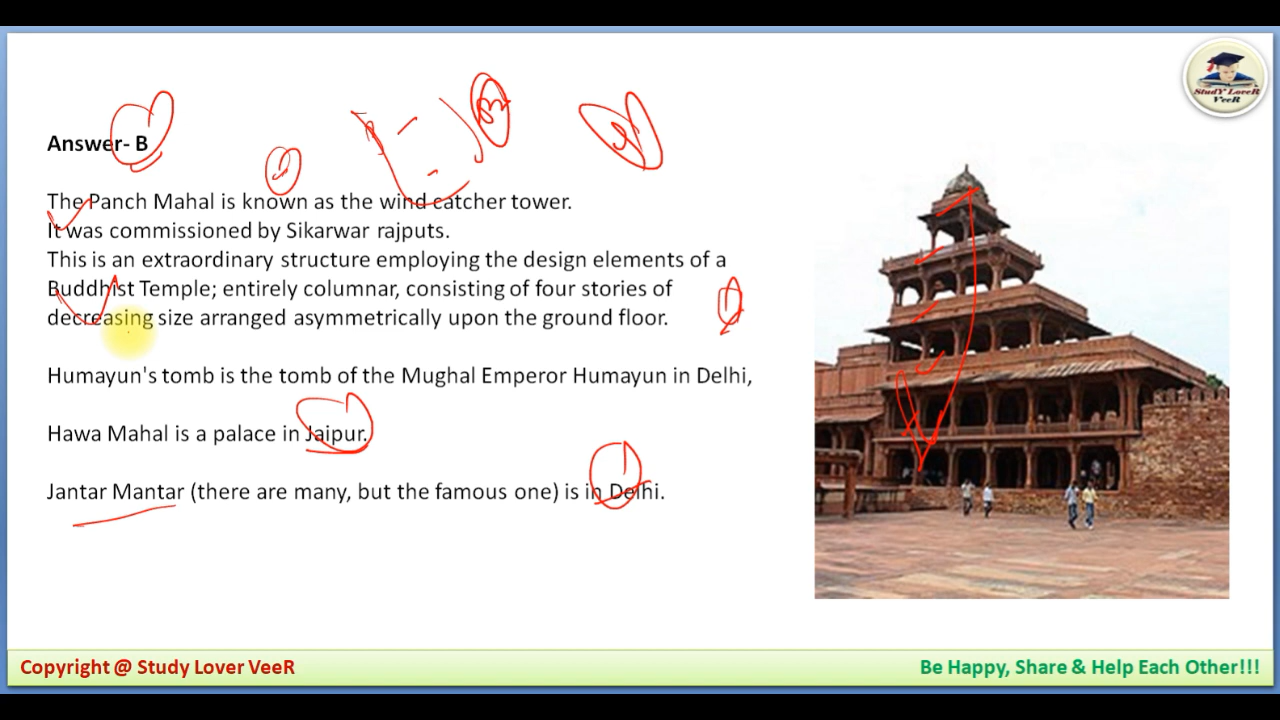 StudY LoveR
VeeR
Answer- B
The Panch Mahal is known as the wind catcher tower.
It was commissioned by Sikarwar rajputs.
This is an extraordinary structure employing the design elements of a
Buddhist Temple; entirely columnar, consisting of four stories of
decreasing size arranged asymmetrically upon the ground floor.
Humayun's tomb is the tomb of the Mughal Emperor Humayun in Delhi,
Hawa Mahal is a palace in Jaipur.
Jantar Mantar (there are many, but the famous one) is in Delhi.
Copyright @ Study Lover VeeR
Be Happy, Share & Help Each Other!!!